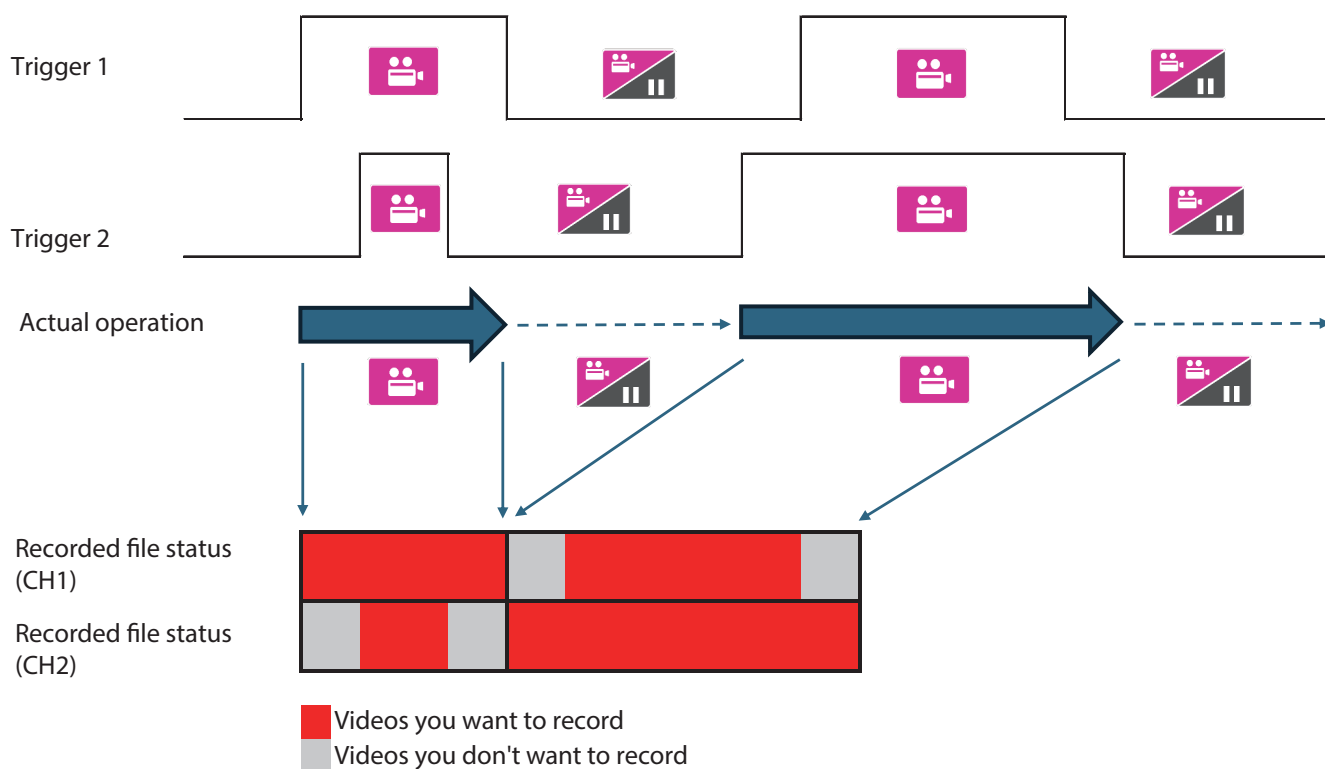 Trigger 1
Trigger 2
Actual operation
Recorded file status
(CH1)
Recorded file status
(CH2)
Videos you want to record
Videos you don't want to record